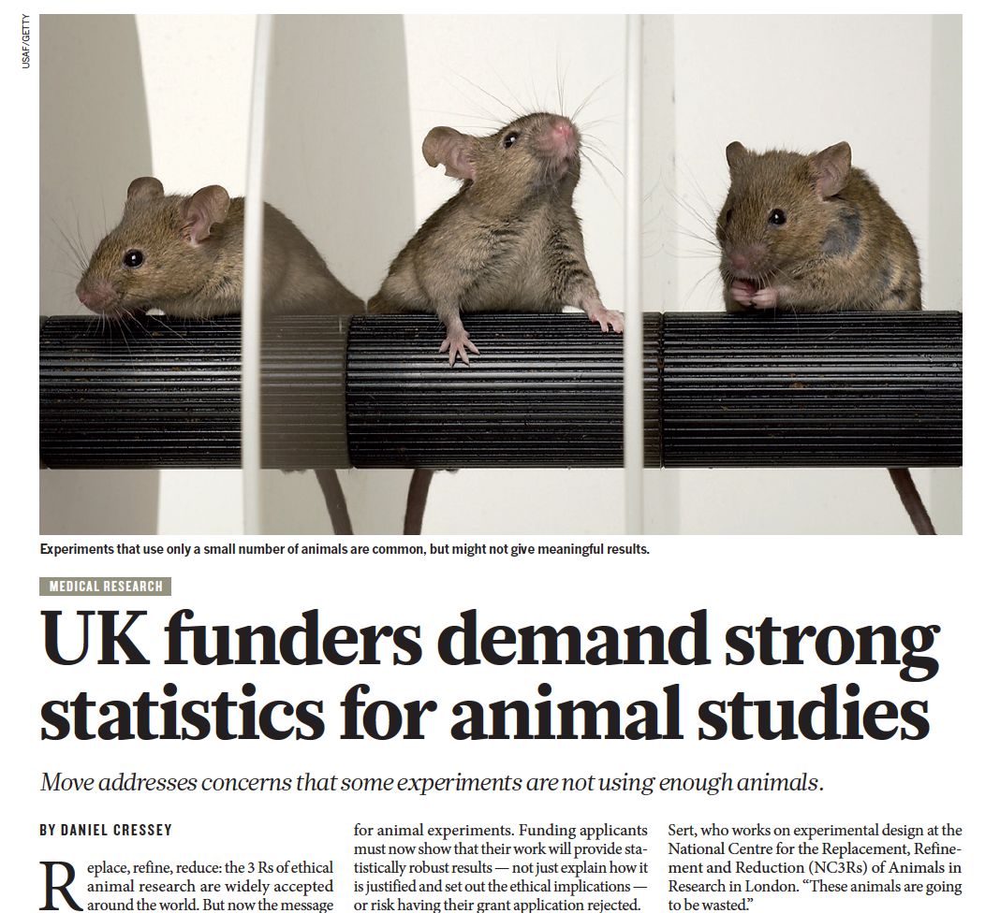 USAF/GETTY
Experiments that use only a small number of animals are common, but might not give meaningful results.
MEDICAL RESEARCH
UK funders demand strong
statistics for animal studies
Move addresses concerns that some experiments are not using enough animals.
BY DANIEL CRESSEY
Replace, refine, reduce: the 3 Rs of ethical
animal research are widely accepted
around the world. But now the message
for animal experiments. Funding applicants
must now show that their work will provide sta-
tistically robust results — not just explain how it
is justified and set out the ethical implications —
or risk having their grant application rejected.
Sert, who works on experimental design at the
National Centre for the Replacement, Refine-
ment and Reduction (NC3Rs) of Animals in
Research in London. “These animals are going
to be wasted.”